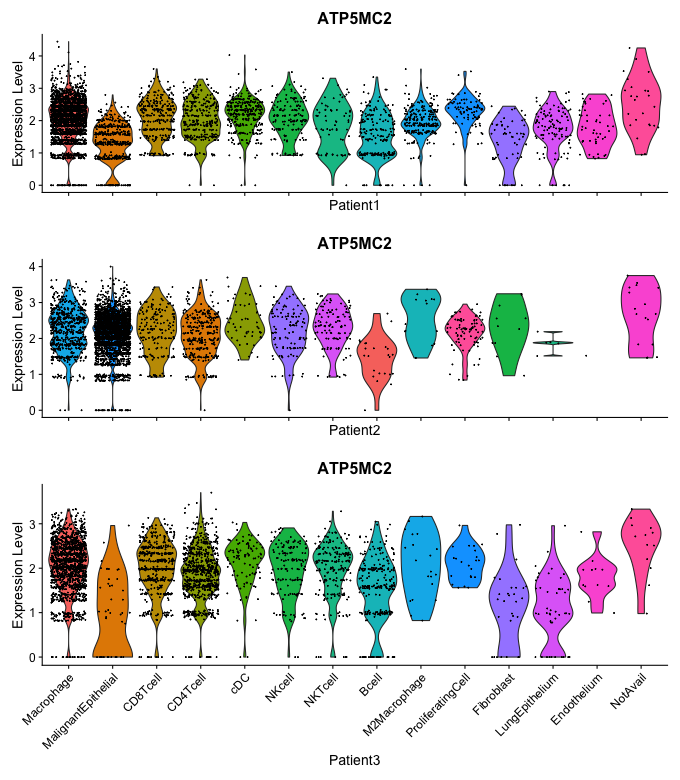 ATP5MC2
Expression Level
4
3
2
1
0
Patient1
ATP5MC2
Expression Level
4
3
2
1
0
Patient2
ATP5MC2
Expression Level
3
2
1
0
Macrophage
MalignantEpithelial
CD8Tcell
CD4Tcell
cDC
NKcell
NKTcell
Bcell
M2Macrophage
ProliferatingCell
Fibroblast
LungEpithelium
Endothelium
NotAvail
Patient3